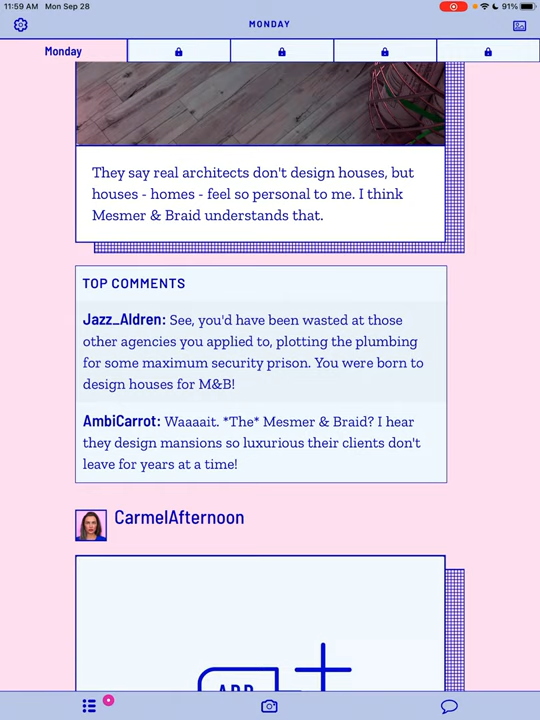 11:59 AM Mon Sep 28
91%
MONDAY
Monday
They say real architects don't design houses, but
houses - homes - feel so personal to me. I think
Mesmer & Braid understands that.
TOP COMMENTS
Jazz_Aldren: See, you'd have been wasted at those
other agencies you applied to, plotting the plumbing
for some maximum security prison. You were born to
design houses for M&B!
AmbiCarrot: Waaaait. *The* Mesmer & Braid? I hear
they design mansions so luxurious their clients don't
leave for years at a time!
CarmelAfternoon